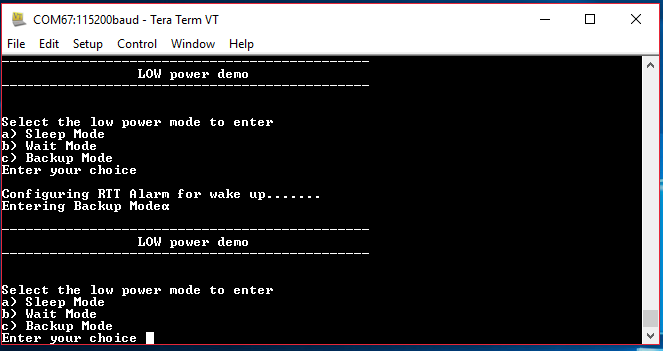 COM67:115200baud - Tera Term VT
File Edit Setup Control Window Help
----------------------------------------------
LOW power demo
----------------------------------------------
Select the low power mode to enter
a) Sleep Mode
b) Wait Mode
c) Backup Mode
Enter your choice
Configuring RTT Alarm for wake up.......
Entering Backup Modeα
----------------------------------------------
LOW power demo
----------------------------------------------
Select the low power mode to enter
a) Sleep Mode
b) Wait Mode
c) Backup Mode
Enter your choice